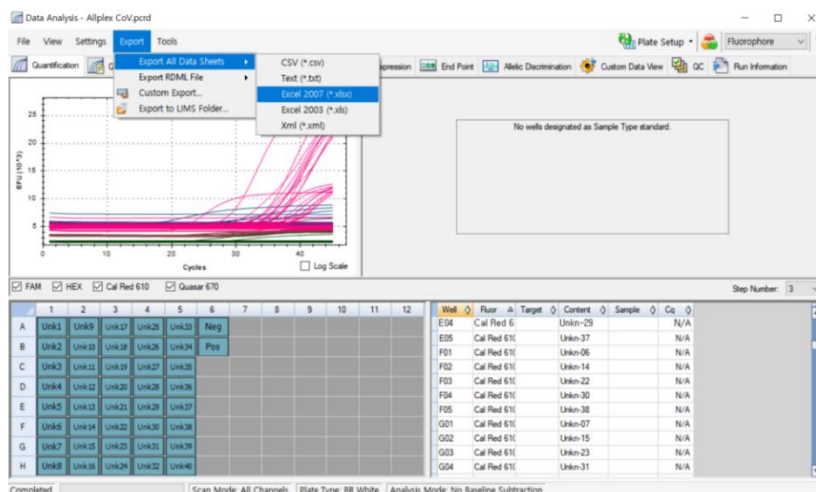 Data Analysis - Allplex CoV.pcrd
File View Settings Export Tools
Plate Setup Fluorophore
Export All Data Sheets
Export RDML File
Custom Export...
Export to LIMS Folder...
CSV (*.csv)
Text (*.txt)
Excel 2007 (*.xlsx)
Excel 2003 (*.xls)
Xml (*.xml)
Quantification End Point Allelic Discrimination Custom Data View QC Run Information
No wells designated as Sample Type standard.
RFU (10^3)
25
20
15
10
5
0 10 20 30 40
Cycles
Log Scale
FAM HEX Cal Red 610 Quasar 670
Step Number: 3
1 2 3 4 5 6 7 8 9 10 11 12
A Unk1 Unk9 Unk17 Unk25 Unk33 Neg
B Unk2 Unk10 Unk18 Unk26 Unk34 Pos
C Unk3 Unk11 Unk19 Unk27 Unk35
D Unk4 Unk12 Unk20 Unk28 Unk36
E Unk5 Unk13 Unk21 Unk29 Unk37
F Unk6 Unk14 Unk22 Unk30 Unk38
G Unk7 Unk15 Unk23 Unk31 Unk39
H Unk8 Unk16 Unk24 Unk32 Unk40
Well Fluor Target Content Sample Cq
E04 Cal Red 6 Unkn-29 N/A
E05 Cal Red 610 Unkn-37 N/A
F01 Cal Red 610 Unkn-06 N/A
F02 Cal Red 610 Unkn-14 N/A
F03 Cal Red 610 Unkn-22 N/A
F04 Cal Red 610 Unkn-30 N/A
F05 Cal Red 610 Unkn-38 N/A
G01 Cal Red 610 Unkn-07 N/A
G02 Cal Red 610 Unkn-15 N/A
G03 Cal Red 610 Unkn-23 N/A
G04 Cal Red 610 Unkn-31 N/A
Completed Scan Mode: All Channels Plate Type: BR White Analysis Mode: No Baseline Subtraction